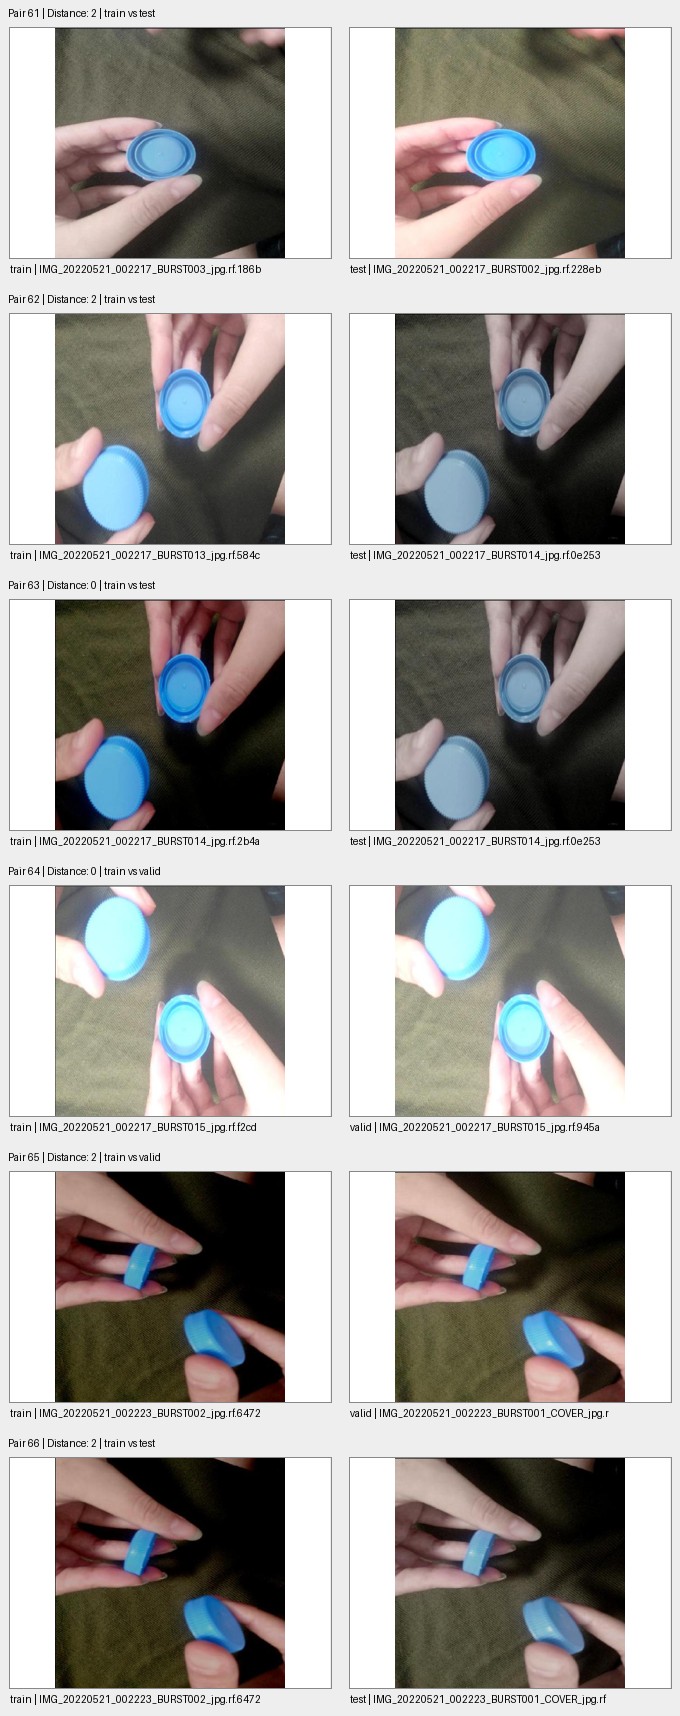 Pair 61 | Distance: 2 | train vs test
train | IMG_20220521_002217_BURST003_jpg.rf.186b
test | IMG_20220521_002217_BURST002_jpg.rf.228eb
Pair 62 | Distance: 2 | train vs test
train | IMG_20220521_002217_BURST013_jpg.rf.584c
test | IMG_20220521_002217_BURST014_jpg.rf.0e253
Pair 63 | Distance: 0 | train vs test
train | IMG_20220521_002217_BURST014_jpg.rf.2b4a
test | IMG_20220521_002217_BURST014_jpg.rf.0e253
Pair 64 | Distance: 0 | train vs valid
train | IMG_20220521_002217_BURST015_jpg.rf.f2cd
valid | IMG_20220521_002217_BURST015_jpg.rf.945a
Pair 65 | Distance: 2 | train vs valid
train | IMG_20220521_002223_BURST002_jpg.rf.6472
valid | IMG_20220521_002223_BURST001_COVER_jpg.r
Pair 66 | Distance: 2 | train vs test
train | IMG_20220521_002223_BURST002_jpg.rf.6472
test | IMG_20220521_002223_BURST001_COVER_jpg.rf